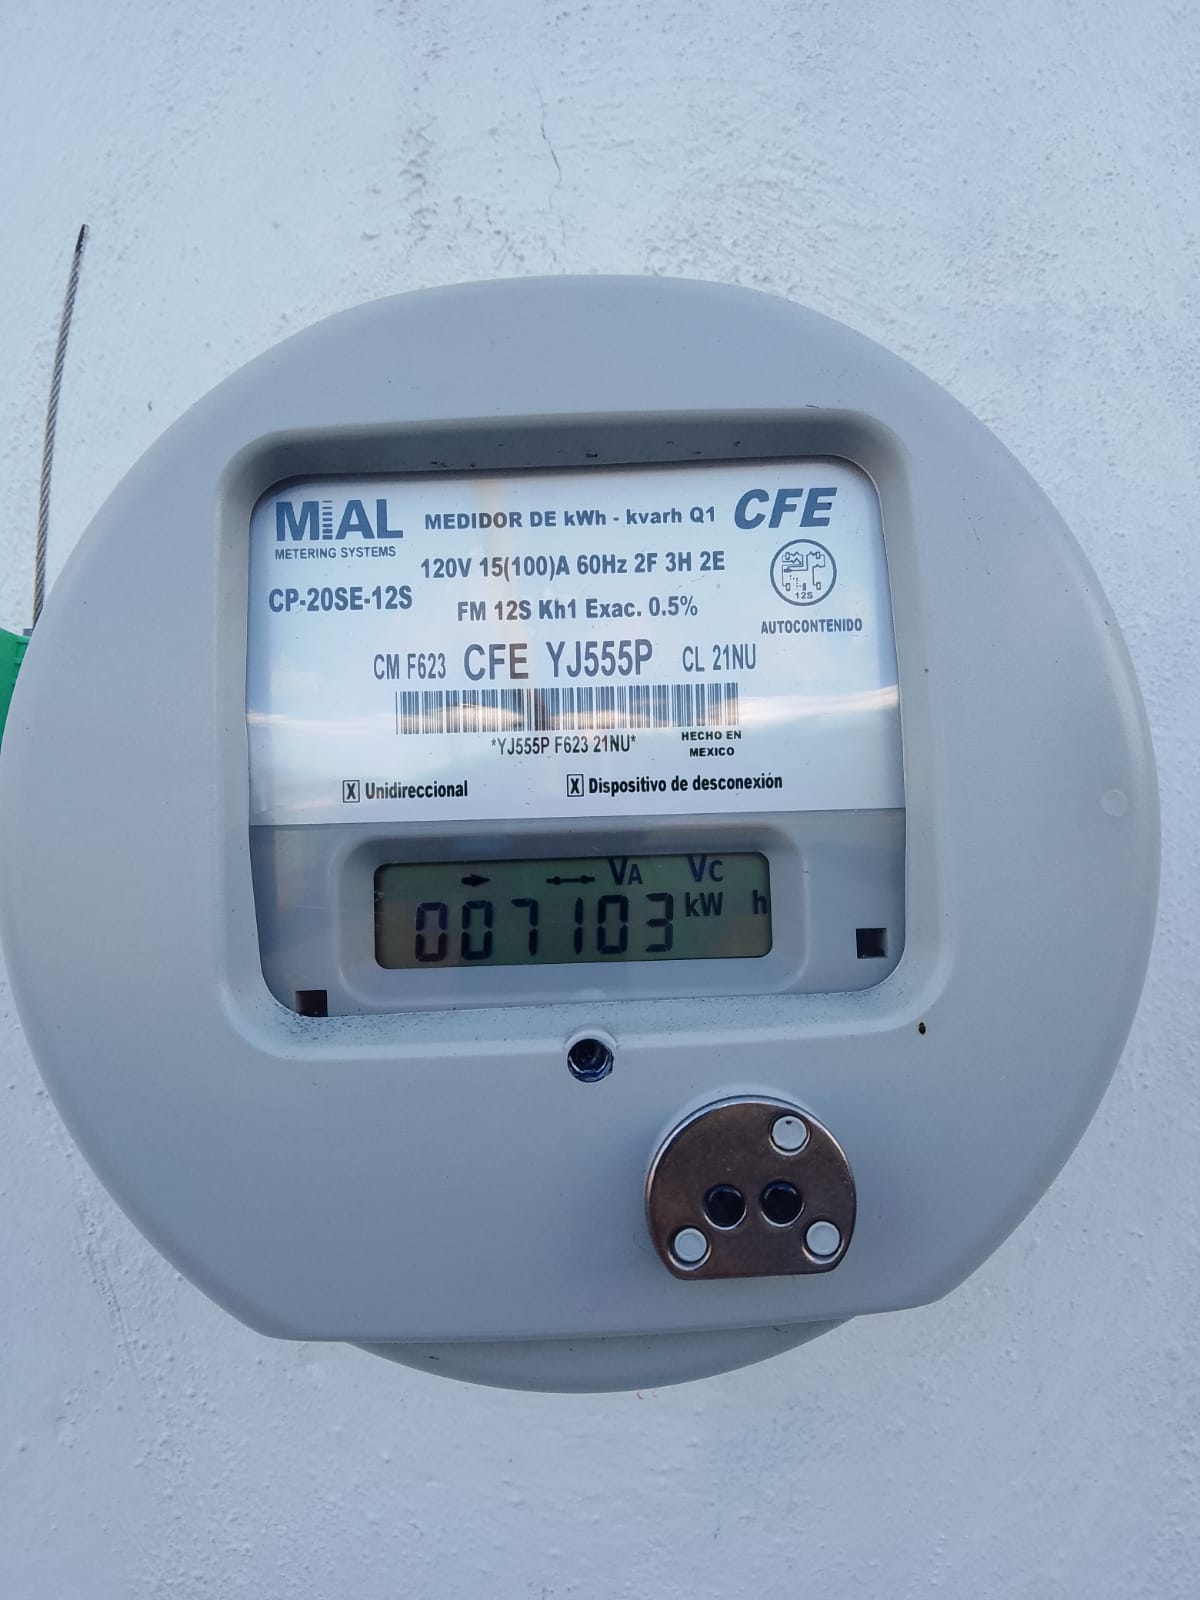 MIAL
METERING SYSTEMS
MEDIDOR DE kWh - kvarh Q1
CFE
120V 15(100)A 60Hz 2F 3H 2E
CP-20SE-12S
FM 12S Kh1 Exac. 0.5%
12S
AUTOCONTENIDO
CM F623 CFE YJ555P CL 21NU
*YJ555P F623 21NU*
HECHO EN
MEXICO
X Unidireccional
X Dispositivo de desconexión
VA VC
007103 kW h